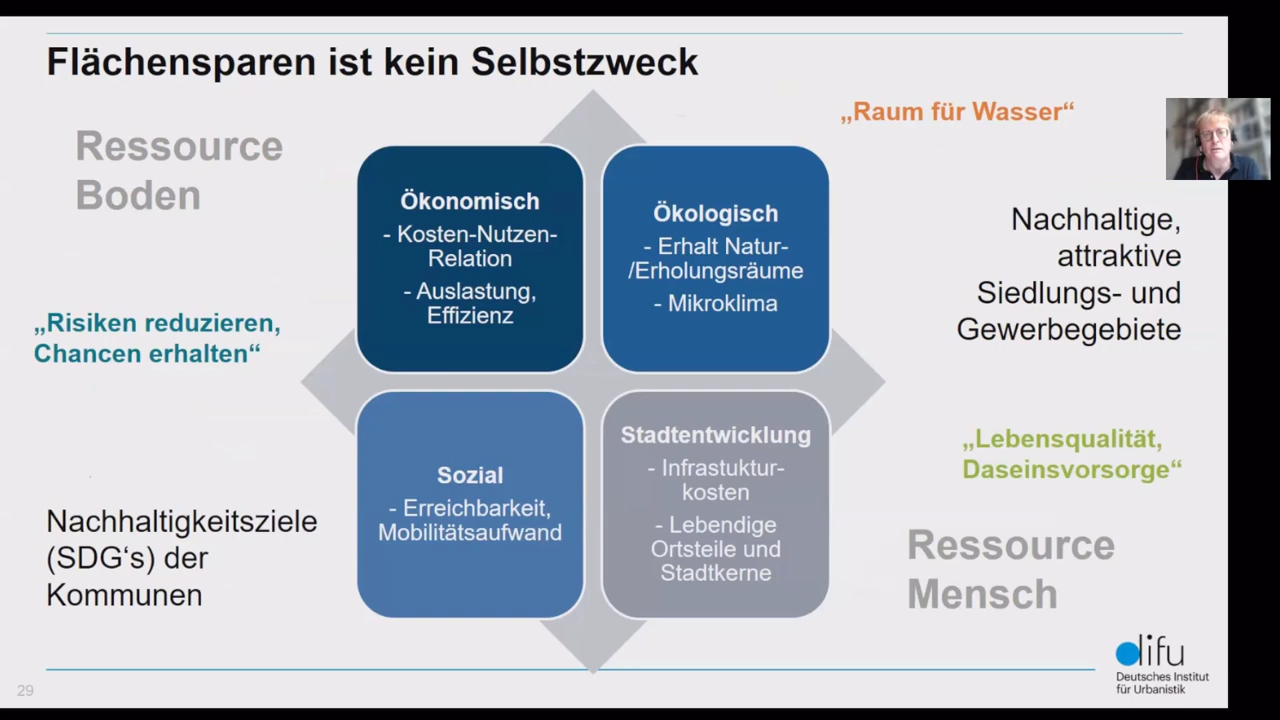 Flächensparen ist kein Selbstzweck
„Raum für Wasser“
Ressource
Boden
Ökonomisch
- Kosten-Nutzen-
Relation
- Auslastung,
Effizienz
Ökologisch
- Erhalt Natur-
/Erholungsräume
- Mikroklima
Nachhaltige,
attraktive
Siedlungs- und
Gewerbegebiete
„Risiken reduzieren,
Chancen erhalten“
Sozial
- Erreichbarkeit,
Mobilitätsaufwand
Stadtentwicklung
- Infrastuktur-
kosten
- Lebendige
Ortsteile und
Stadtkerne
„Lebensqualität,
Daseinsvorsorge“
Nachhaltigkeitsziele
(SDG‘s) der
Kommunen
Ressource
Mensch
difu
Deutsches Institut
für Urbanistik
29